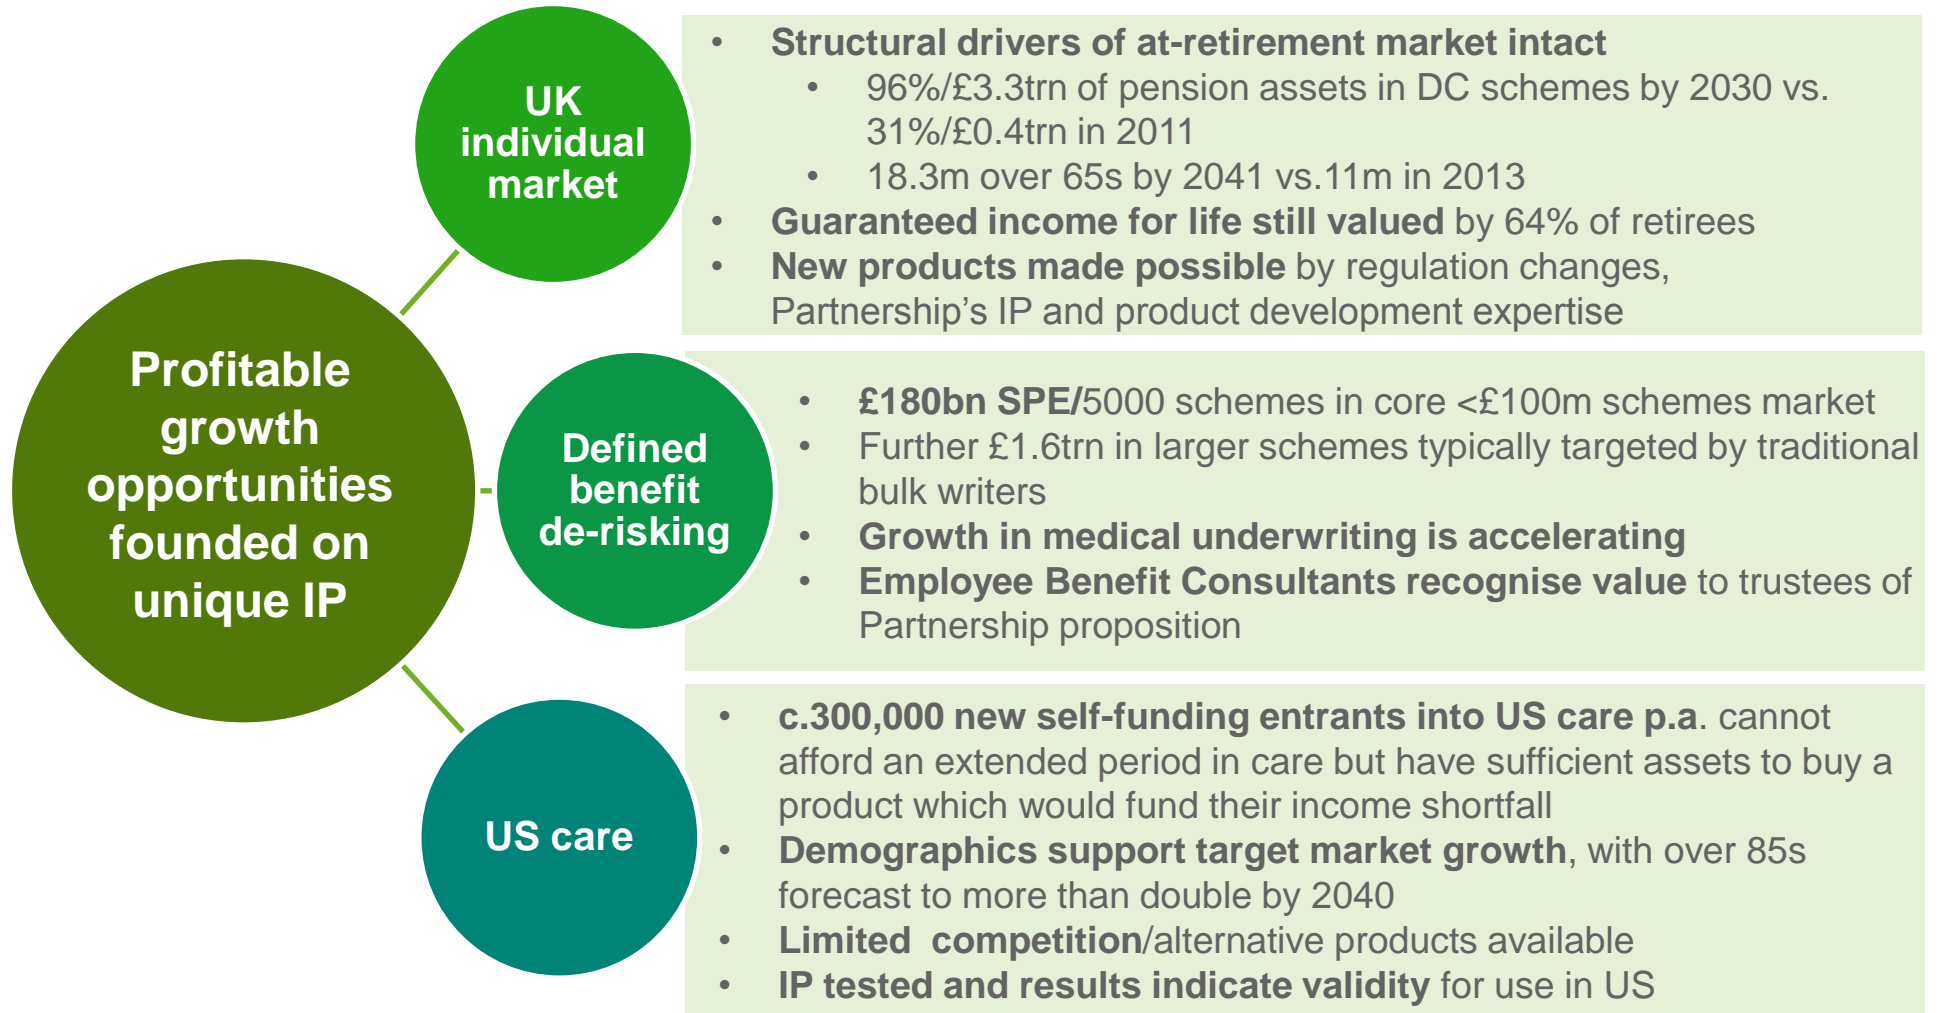 Profitable
growth
opportunities
founded on
unique IP
UK
individual
market
• Structural drivers of at-retirement market intact
• 96%/£3.3trn of pension assets in DC schemes by 2030 vs.
31%/£0.4trn in 2011
• 18.3m over 65s by 2041 vs.11m in 2013
• Guaranteed income for life still valued by 64% of retirees
• New products made possible by regulation changes,
Partnership’s IP and product development expertise
Defined
benefit
de-risking
• £180bn SPE/5000 schemes in core <£100m schemes market
• Further £1.6trn in larger schemes typically targeted by traditional
bulk writers
• Growth in medical underwriting is accelerating
• Employee Benefit Consultants recognise value to trustees of
Partnership proposition
US care
• c.300,000 new self-funding entrants into US care p.a. cannot
afford an extended period in care but have sufficient assets to buy a
product which would fund their income shortfall
• Demographics support target market growth, with over 85s
forecast to more than double by 2040
• Limited  competition/alternative products available
• IP tested and results indicate validity for use in US